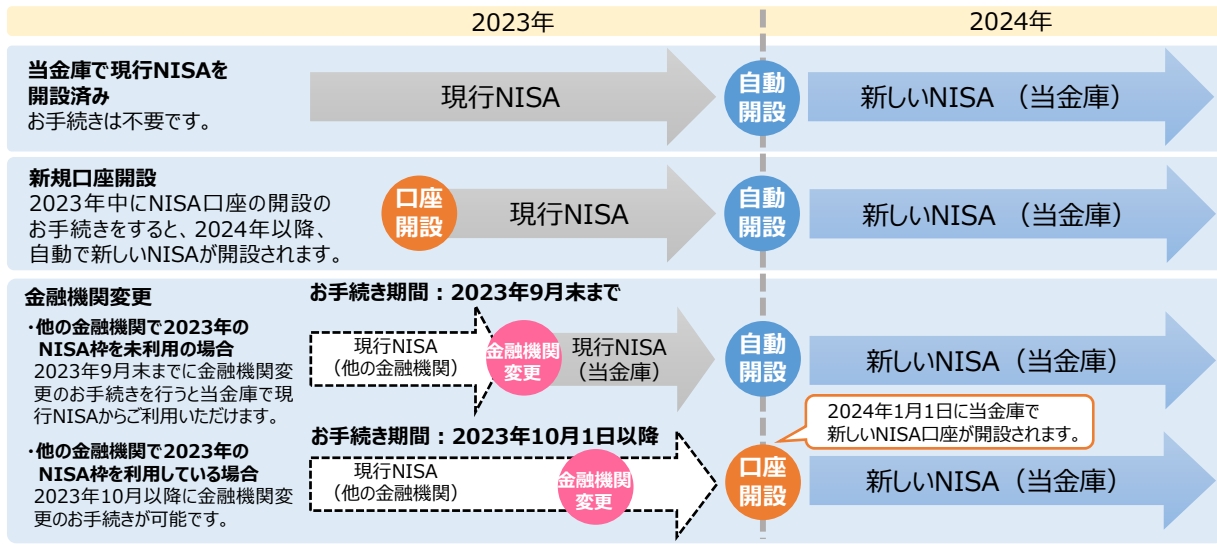 2023年
2024年
当金庫で現行NISAを
開設済み
お手続きは不要です。
現行NISA
自動
開設
新しいNISA （当金庫）
新規口座開設
2023年中にNISA口座の開設の
お手続きをすると、2024年以降、
自動で新しいNISAが開設されます。
口座
開設
現行NISA
自動
開設
新しいNISA （当金庫）
金融機関変更
・他の金融機関で2023年の
NISA枠を未利用の場合
2023年9月末までに金融機関変
更のお手続きを行うと当金庫で現
行NISAからご利用いただけます。
お手続き期間：2023年9月末まで
現行NISA
（他の金融機関）
金融機関
変更
現行NISA
（当金庫）
自動
開設
新しいNISA（当金庫）
2024年1月1日に当金庫で
新しいNISA口座が開設されます。
・他の金融機関で2023年の
NISA枠を利用している場合
2023年10月以降に金融機関変
更のお手続きが可能です。
お手続き期間：2023年10月1日以降
現行NISA
（他の金融機関）
金融機関
変更
口座
開設
新しいNISA（当金庫）